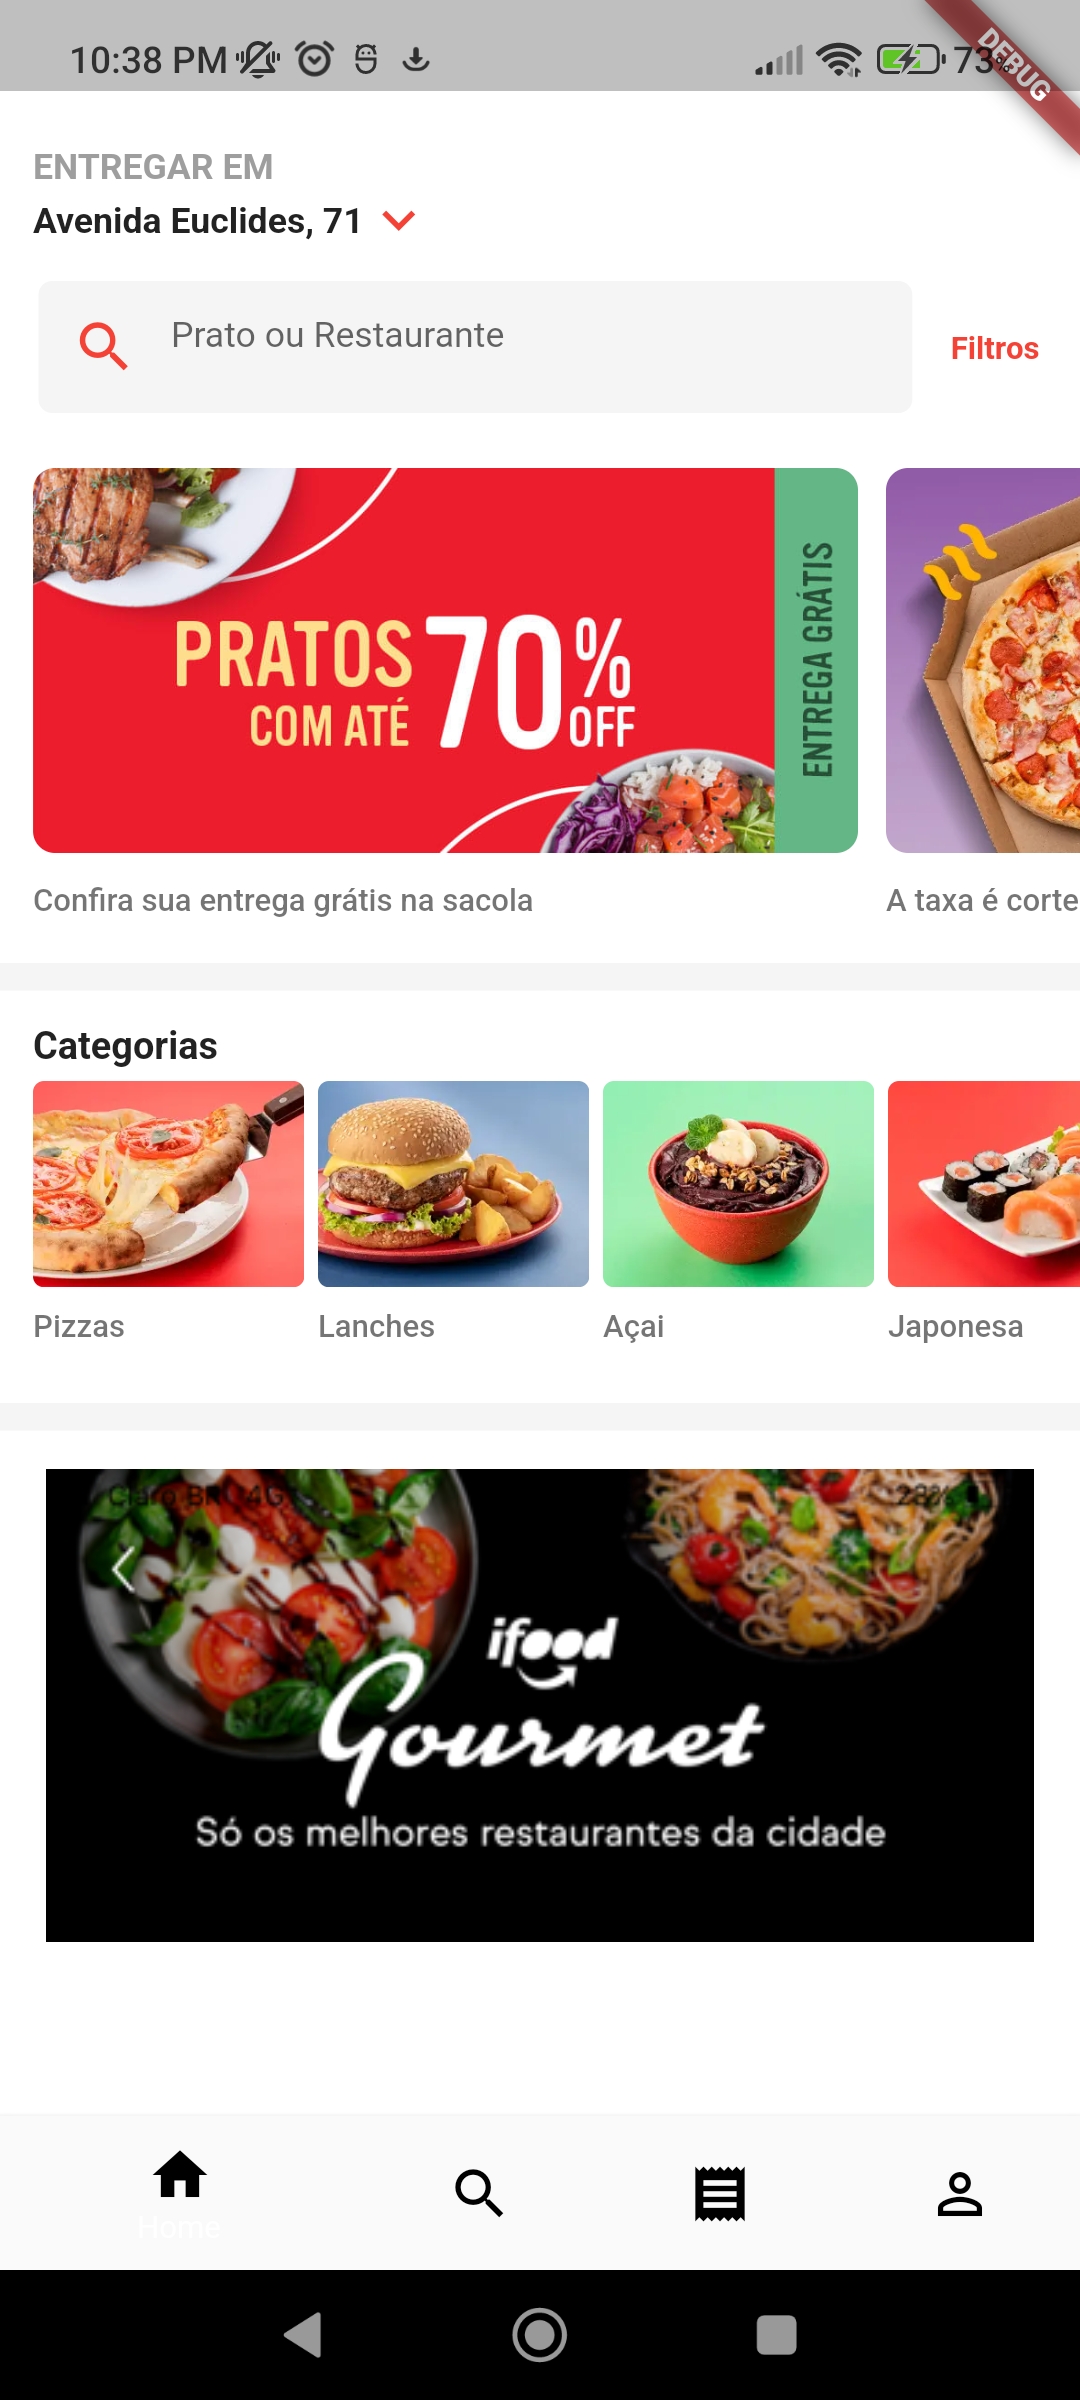 10:38 PM
73%
DEBUG
ENTREGAR EM
Avenida Euclides, 71
Prato ou Restaurante
Filtros
PRATOS
COM ATÉ
70%
OFF
ENTREGA GRÁTIS
Confira sua entrega grátis na sacola
A taxa é corte
Categorias
Pizzas
Lanches
Açai
Japonesa
Claro BR 4G
28%
ifood
Gourmet
Só os melhores restaurantes da cidade
Home